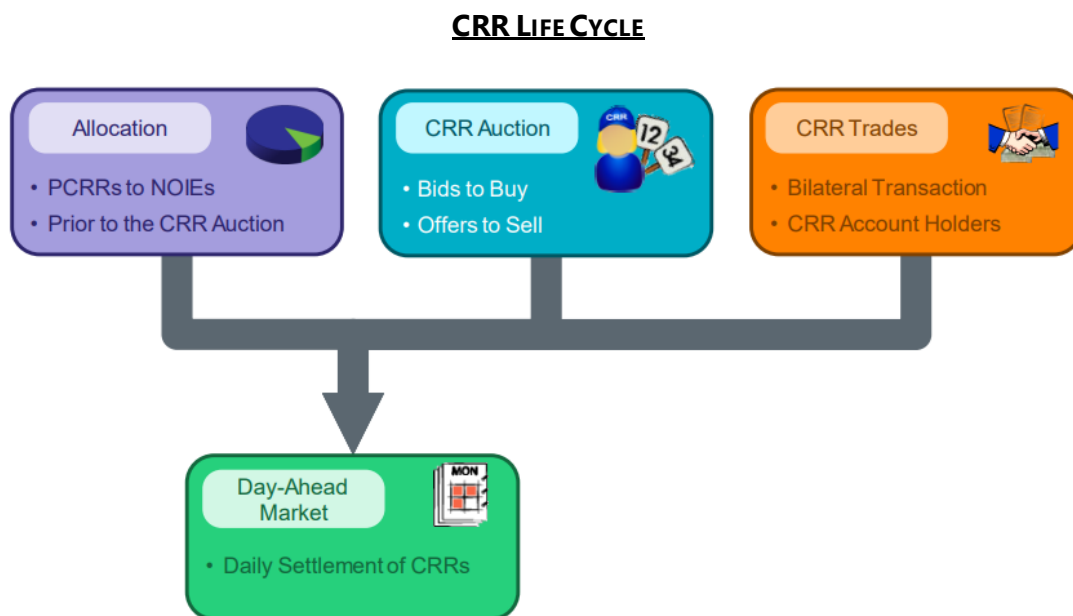 CRR LIFE CYCLE
Allocation
• PCRRs to NOIEs
• Prior to the CRR Auction
CRR Auction
CRR
12
34
• Bids to Buy
• Offers to Sell
CRR Trades
• Bilateral Transaction
• CRR Account Holders
Day-Ahead
Market
MON
• Daily Settlement of CRRs